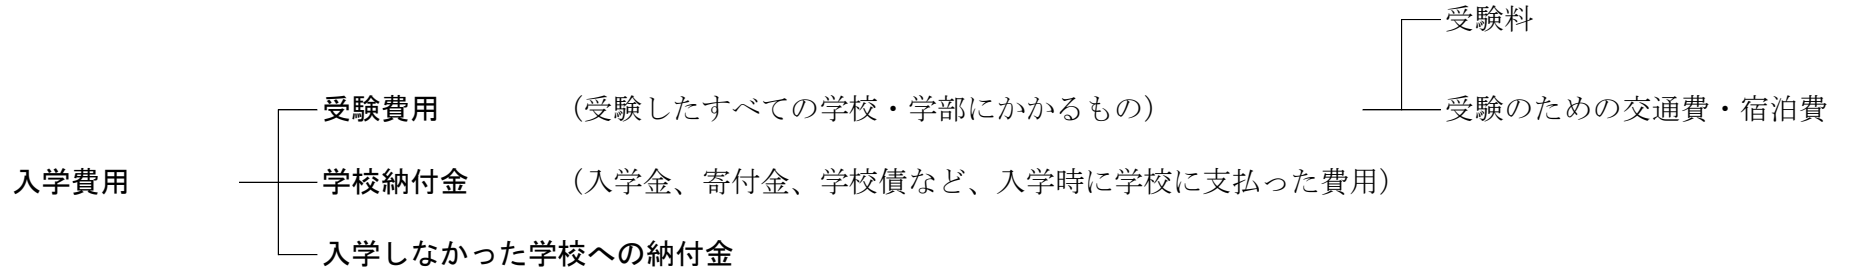 受験料
受験費用 （受験したすべての学校・学部にかかるもの） 受験のための交通費・宿泊費
入学費用 学校納付金 （入学金、寄付金、学校債など、入学時に学校に支払った費用）
入学しなかった学校への納付金